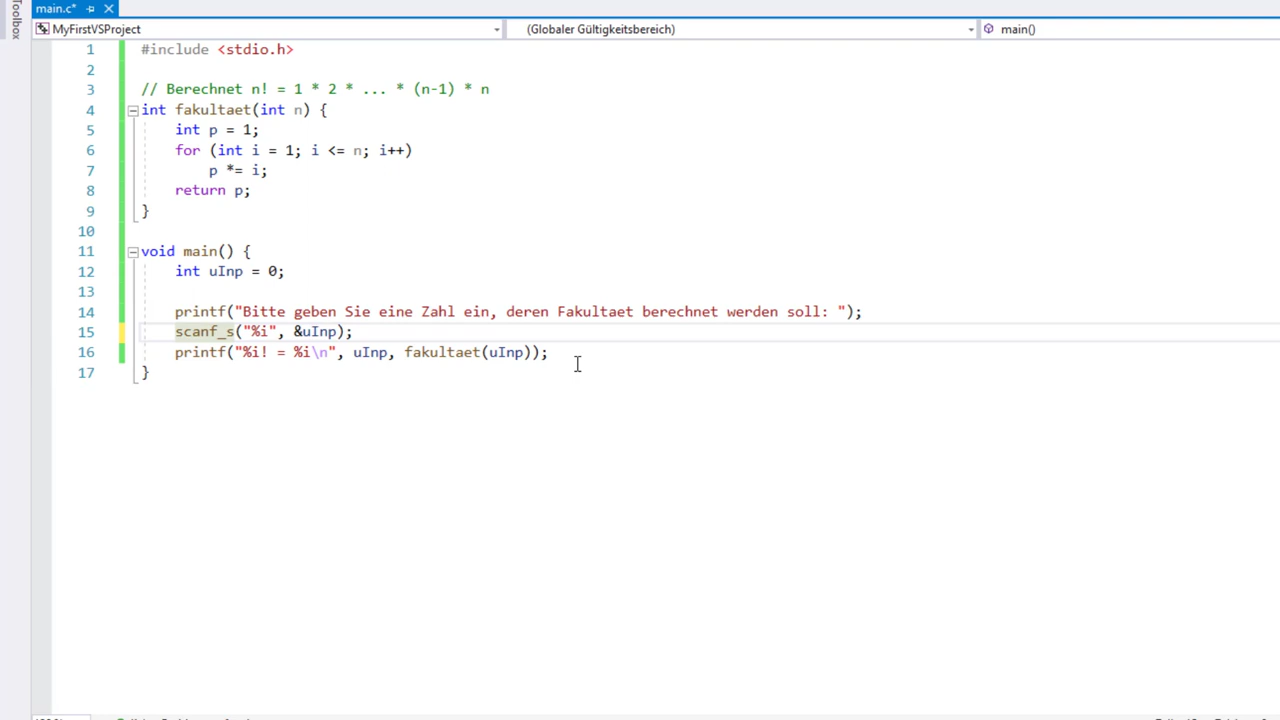 Toolbox
main.c*
MyFirstVSProject (Globaler Gültigkeitsbereich) main()
1 #include <stdio.h>
2
3 // Berechnet n! = 1 * 2 * ... * (n-1) * n
4 int fakultaet(int n) {
5 int p = 1;
6 for (int i = 1; i <= n; i++)
7 p *= i;
8 return p;
9 }
10
11 void main() {
12 int uInp = 0;
13
14 printf("Bitte geben Sie eine Zahl ein, deren Fakultaet berechnet werden soll: ");
15 scanf_s("%i", &uInp);
16 printf("%i! = %i\n", uInp, fakultaet(uInp));
17 }